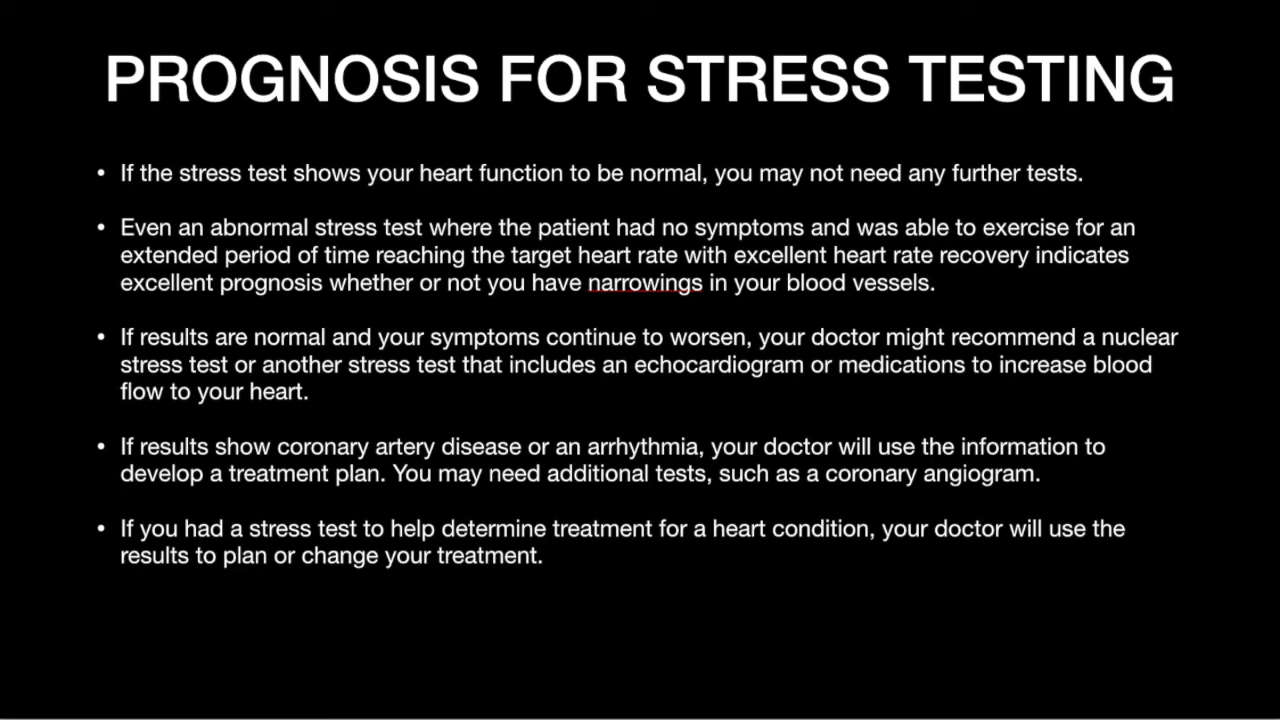 PROGNOSIS FOR STRESS TESTING
• If the stress test shows your heart function to be normal, you may not need any further tests.
• Even an abnormal stress test where the patient had no symptoms and was able to exercise for an
extended period of time reaching the target heart rate with excellent heart rate recovery indicates
excellent prognosis whether or not you have narrowings in your blood vessels.
• If results are normal and your symptoms continue to worsen, your doctor might recommend a nuclear
stress test or another stress test that includes an echocardiogram or medications to increase blood
flow to your heart.
• If results show coronary artery disease or an arrhythmia, your doctor will use the information to
develop a treatment plan. You may need additional tests, such as a coronary angiogram.
• If you had a stress test to help determine treatment for a heart condition, your doctor will use the
results to plan or change your treatment.